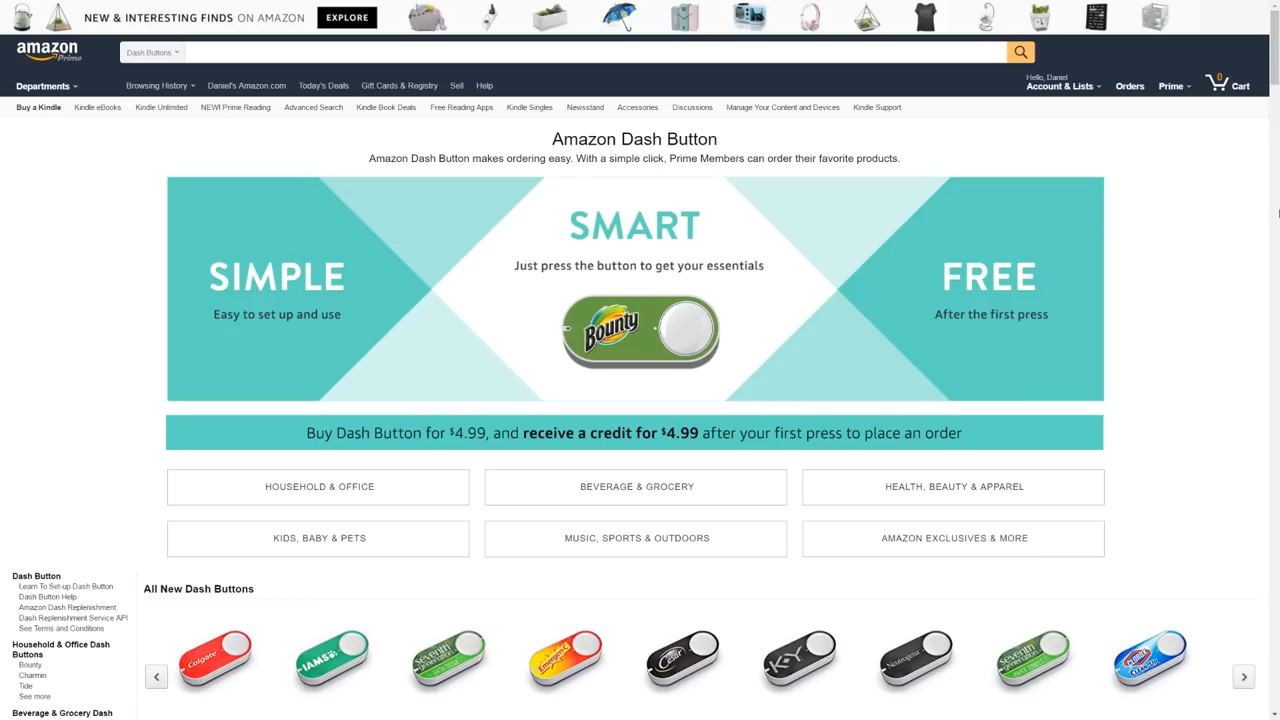 NEW & INTERESTING FINDS ON AMAZON EXPLORE
amazon Prime
Dash Buttons
Departments
Browsing History Daniel's Amazon.com Today's Deals Gift Cards & Registry Sell Help
Hello, Daniel
Account & Lists Orders Prime 0 Cart
Buy a Kindle Kindle eBooks Kindle Unlimited NEW! Prime Reading Advanced Search Kindle Book Deals Free Reading Apps Kindle Singles Newsstand Accessories Discussions Manage Your Content and Devices Kindle Support
Amazon Dash Button
Amazon Dash Button makes ordering easy. With a simple click, Prime Members can order their favorite products.
SIMPLE
Easy to set up and use
SMART
Just press the button to get your essentials
Bounty
FREE
After the first press
Buy Dash Button for $4.99, and receive a credit for $4.99 after your first press to place an order
HOUSEHOLD & OFFICE BEVERAGE & GROCERY HEALTH, BEAUTY & APPAREL
KIDS, BABY & PETS MUSIC, SPORTS & OUTDOORS AMAZON EXCLUSIVES & MORE
Dash Button
Learn To Set-up Dash Button
Dash Button Help
Amazon Dash Replenishment
Dash Replenishment Service API
See Terms and Conditions
Household & Office Dash
Buttons
Bounty
Charmin
Tide
See more
Beverage & Grocery Dash
All New Dash Buttons
Colgate
IAMS
seventh generation
Emergen-C
Cesar
K-Y
Neutrogena
seventh generation
Clorox